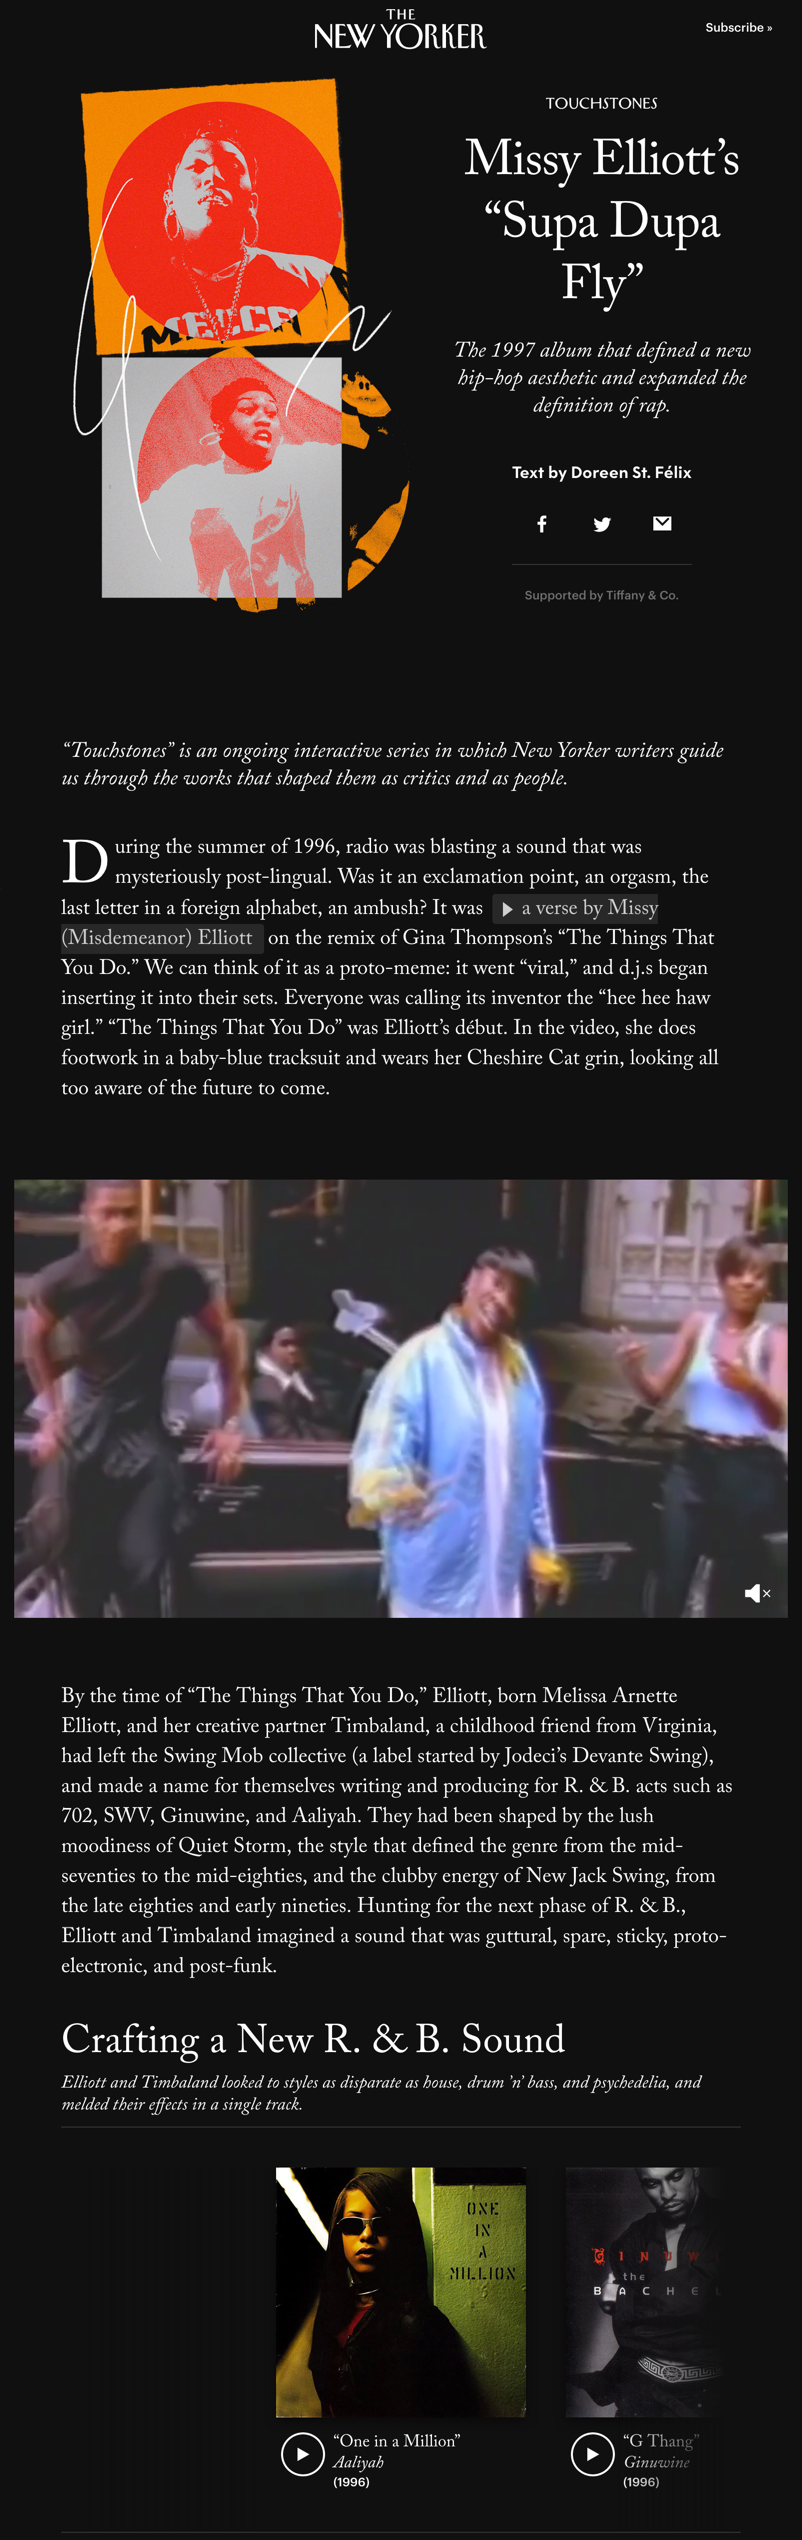 THE
NEW YORKER
Subscribe »
TOUCHSTONES
Missy Elliott’s
“Supa Dupa
Fly”
The 1997 album that defined a new
hip-hop aesthetic and expanded the
definition of rap.
Text by Doreen St. Félix
Supported by Tiffany & Co.
MECCA
“Touchstones” is an ongoing interactive series in which New Yorker writers guide
us through the works that shaped them as critics and as people.
During the summer of 1996, radio was blasting a sound that was
mysteriously post-lingual. Was it an exclamation point, an orgasm, the
last letter in a foreign alphabet, an ambush? It was a verse by Missy
(Misdemeanor) Elliott on the remix of Gina Thompson’s “The Things That
You Do.” We can think of it as a proto-meme: it went “viral,” and d.j.s began
inserting it into their sets. Everyone was calling its inventor the “hee hee haw
girl.” “The Things That You Do” was Elliott’s début. In the video, she does
footwork in a baby-blue tracksuit and wears her Cheshire Cat grin, looking all
too aware of the future to come.
By the time of “The Things That You Do,” Elliott, born Melissa Arnette
Elliott, and her creative partner Timbaland, a childhood friend from Virginia,
had left the Swing Mob collective (a label started by Jodeci’s Devante Swing),
and made a name for themselves writing and producing for R. & B. acts such as
702, SWV, Ginuwine, and Aaliyah. They had been shaped by the lush
moodiness of Quiet Storm, the style that defined the genre from the mid-
seventies to the mid-eighties, and the clubby energy of New Jack Swing, from
the late eighties and early nineties. Hunting for the next phase of R. & B.,
Elliott and Timbaland imagined a sound that was guttural, spare, sticky, proto-
electronic, and post-funk.
Crafting a New R. & B. Sound
Elliott and Timbaland looked to styles as disparate as house, drum ’n’ bass, and psychedelia, and
melded their effects in a single track.
ONE
IN
A
MILLION
GINUW
the
BACHEL
“One in a Million”
Aaliyah
(1996)
“G Thang”
Ginuwine
(1996)